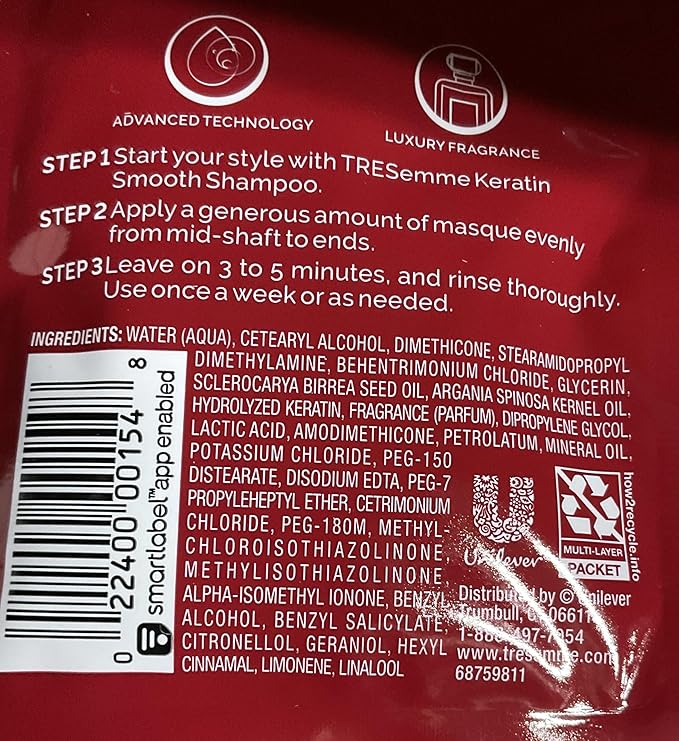 ADVANCED TECHNOLOGY
LUXURY FRAGRANCE
STEP 1 Start your style with TRESemme Keratin
Smooth Shampoo.
STEP 2 Apply a generous amount of masque evenly
from mid-shaft to ends.
STEP 3 Leave on 3 to 5 minutes, and rinse thoroughly.
Use once a week or as needed.
INGREDIENTS: WATER (AQUA), CETEARYL ALCOHOL, DIMETHICONE, STEARAMIDOPROPYL
DIMETHYLAMINE, BEHENTRIMONIUM CHLORIDE, GLYCERIN,
SCLEROCARYA BIRREA SEED OIL, ARGANIA SPINOSA KERNEL OIL,
HYDROLYZED KERATIN, FRAGRANCE (PARFUM), DIPROPYLENE GLYCOL,
LACTIC ACID, AMODIMETHICONE, PETROLATUM, MINERAL OIL,
POTASSIUM CHLORIDE, PEG-150
DISTEARATE, DISODIUM EDTA, PEG-7
PROPYLHEPTYL ETHER, CETRIMONIUM
CHLORIDE, PEG-180M, METHYL-
CHLOROISOTHIAZOLINONE,
METHYLISOTHIAZOLINONE,
ALPHA-ISOMETHYL IONONE, BENZYL
ALCOHOL, BENZYL SALICYLATE,
CITRONELLOL, GERANIOL, HEXYL
CINNAMAL, LIMONENE, LINALOOL
0 22400 00154 8
smartlabel™ app enabled
Unilever
MULTI-LAYER
PACKET
how2recycle.info
Distributed by © Unilever
Trumbull, 06611
www.tresemme.com
68759811